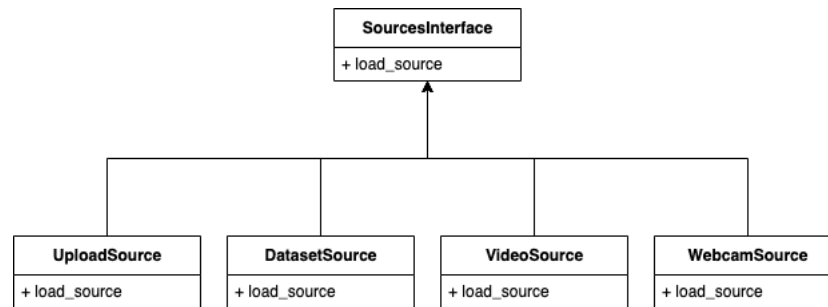 SourcesInterface
+ load_source
UploadSource
DatasetSource
VideoSource
WebcamSource
+ load_source
+ load_source
+ load_source
+ load_source